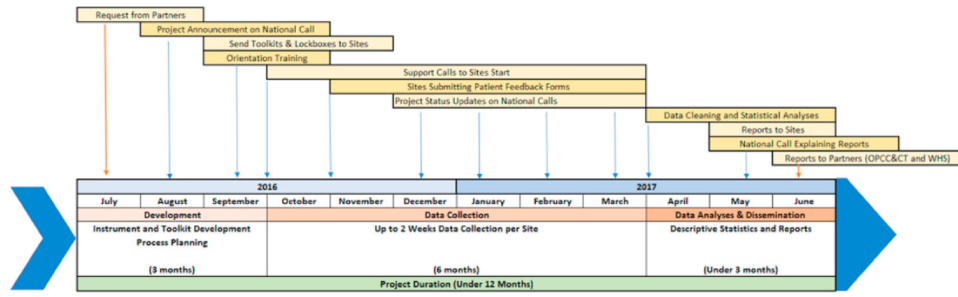 Request from Partners
Project Announcement on National Call
Send Toolkits & Lockboxes to Sites
Orientation Training
Support Calls to Sites Start
Sites Submitting Patient Feedback Forms
Project Status Updates on National Calls
Data Cleaning and Statistical Analyses
Reports to Sites
National Call Explaining Reports
Reports to Partners (OPCC&CT and WHS)
2016 2017
July August September October November December January February March April May June
Development Data Collection Data Analyses & Dissemination
Instrument and Toolkit Development Up to 2 Weeks Data Collection per Site Descriptive Statistics and Reports
Process Planning
(3 months) (6 months) (Under 3 months)
Project Duration (Under 12 Months)